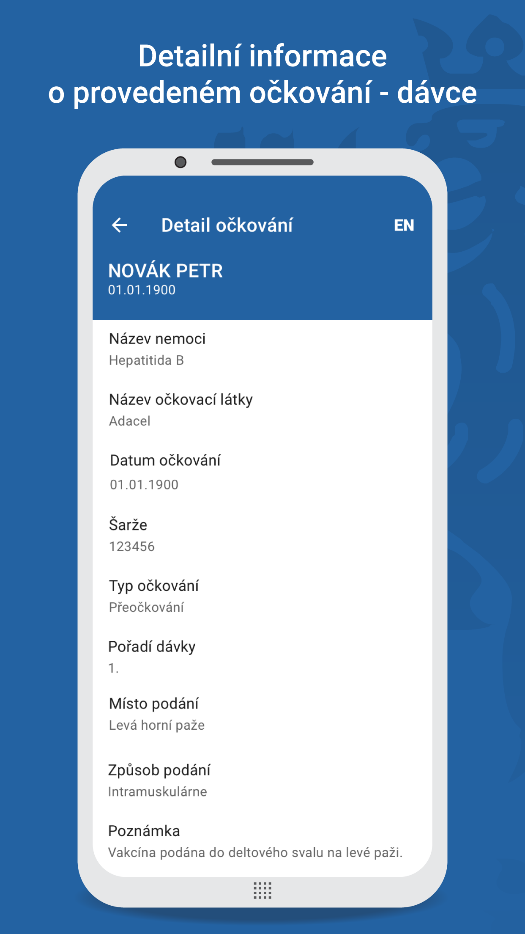 Detailní informace
o provedeném očkování - dávce
Detail očkování EN
NOVÁK PETR
01.01.1900
Název nemoci
Hepatitida B
Název očkovací látky
Adacel
Datum očkování
01.01.1900
Šarže
123456
Typ očkování
Přeočkování
Pořadí dávky
1.
Místo podání
Levá horní paže
Způsob podání
Intramuskulárne
Poznámka
Vakcína podána do deltového svalu na levé paži.